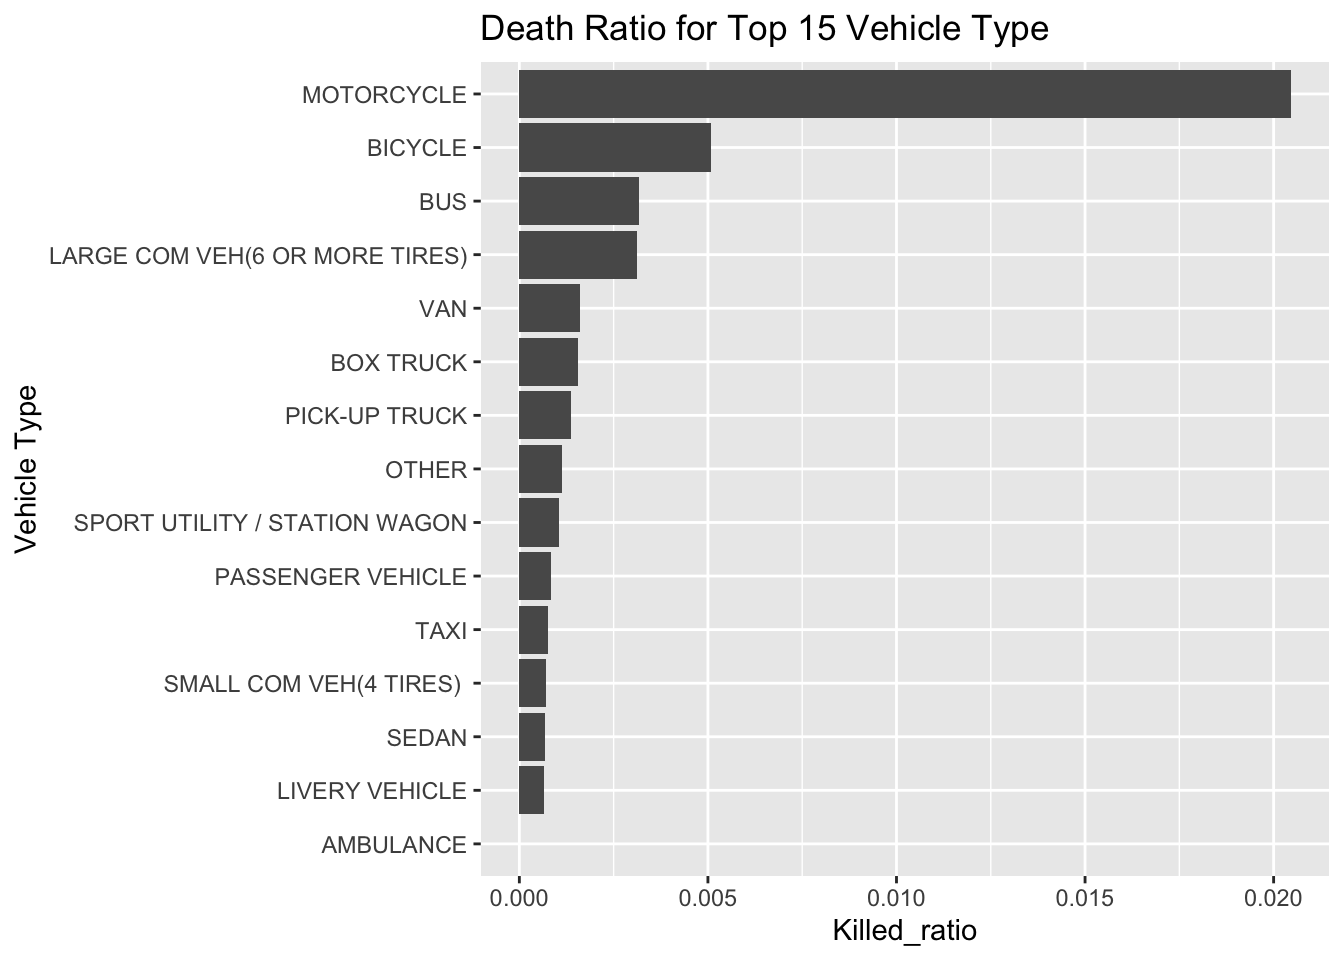 Death Ratio for Top 15 Vehicle Type
Vehicle Type
MOTORCYCLE
BICYCLE
BUS
LARGE COM VEH(6 OR MORE TIRES)
VAN
BOX TRUCK
PICK-UP TRUCK
OTHER
SPORT UTILITY / STATION WAGON
PASSENGER VEHICLE
TAXI
SMALL COM VEH(4 TIRES)
SEDAN
LIVERY VEHICLE
AMBULANCE
0.000 0.005 0.010 0.015 0.020
Killed_ratio